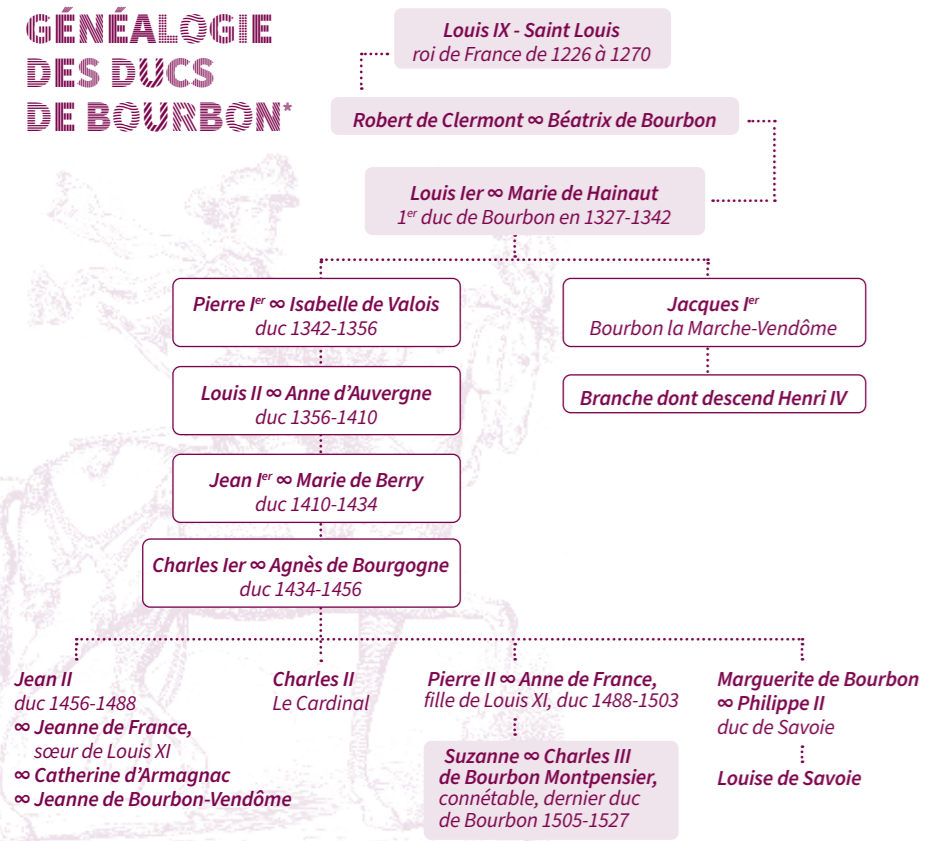 GÉNÉALOGIE
DES DUCS
DE BOURBON*
Louis IX - Saint Louis
roi de France de 1226 à 1270
Robert de Clermont ∞ Béatrix de Bourbon
Louis Ier ∞ Marie de Hainaut
1er duc de Bourbon en 1327-1342
Pierre Ier ∞ Isabelle de Valois
duc 1342-1356
Jacques Ier
Bourbon la Marche-Vendôme
Louis II ∞ Anne d’Auvergne
duc 1356-1410
Branche dont descend Henri IV
Jean Ier ∞ Marie de Berry
duc 1410-1434
Charles Ier ∞ Agnès de Bourgogne
duc 1434-1456
Jean II
duc 1456-1488
∞ Jeanne de France,
sœur de Louis XI
∞ Catherine d’Armagnac
∞ Jeanne de Bourbon-Vendôme
Charles II
Le Cardinal
Pierre II ∞ Anne de France,
fille de Louis XI, duc 1488-1503
Suzanne ∞ Charles III
de Bourbon Montpensier,
connétable, dernier duc
de Bourbon 1505-1527
Marguerite de Bourbon
∞ Philippe II
duc de Savoie
Louise de Savoie